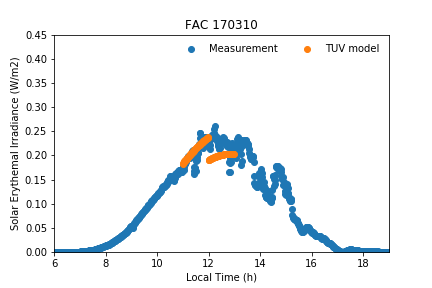 FAC 170310
Measurement TUV model
Solar Erythemal Irradiance (W/m2)
0.45
0.40
0.35
0.30
0.25
0.20
0.15
0.10
0.05
0.00
6 8 10 12 14 16 18
Local Time (h)